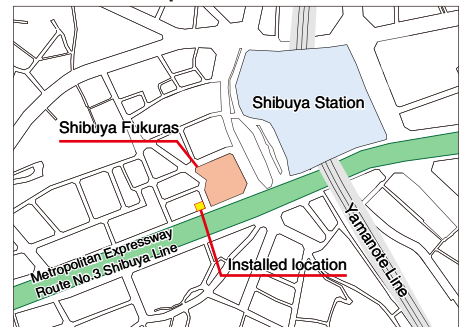 Shibuya Station
Shibuya Fukuras
Metropolitan Expressway
Route No.3 Shibuya Line
Yamanote Line
Installed location